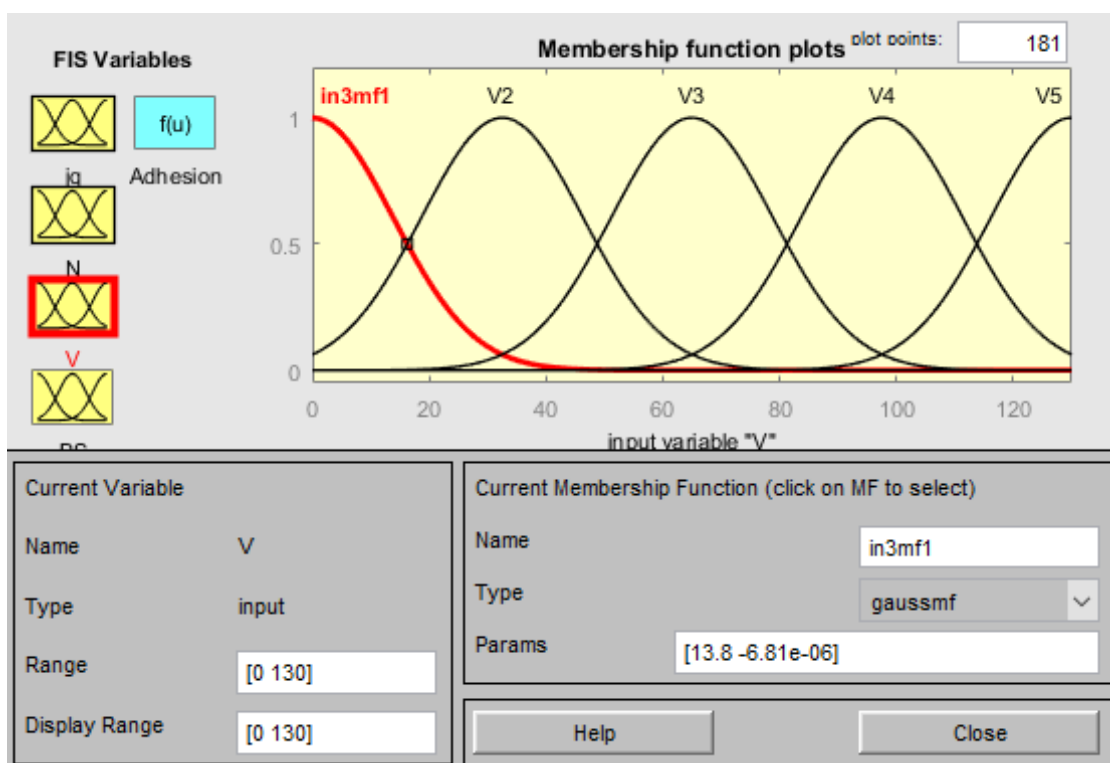 FIS Variables
f(u)
jg
Adhesion
N
V
Membership function plots
plot points:
181
in3mf1
V2
V3
V4
V5
1
0.5
0
0
20
40
60
80
100
120
input variable "V"
Current Variable
Name
V
Type
input
Range
[0 130]
Display Range
[0 130]
Current Membership Function (click on MF to select)
Name
in3mf1
Type
gaussmf
Params
[13.8 -6.81e-06]
Help
Close